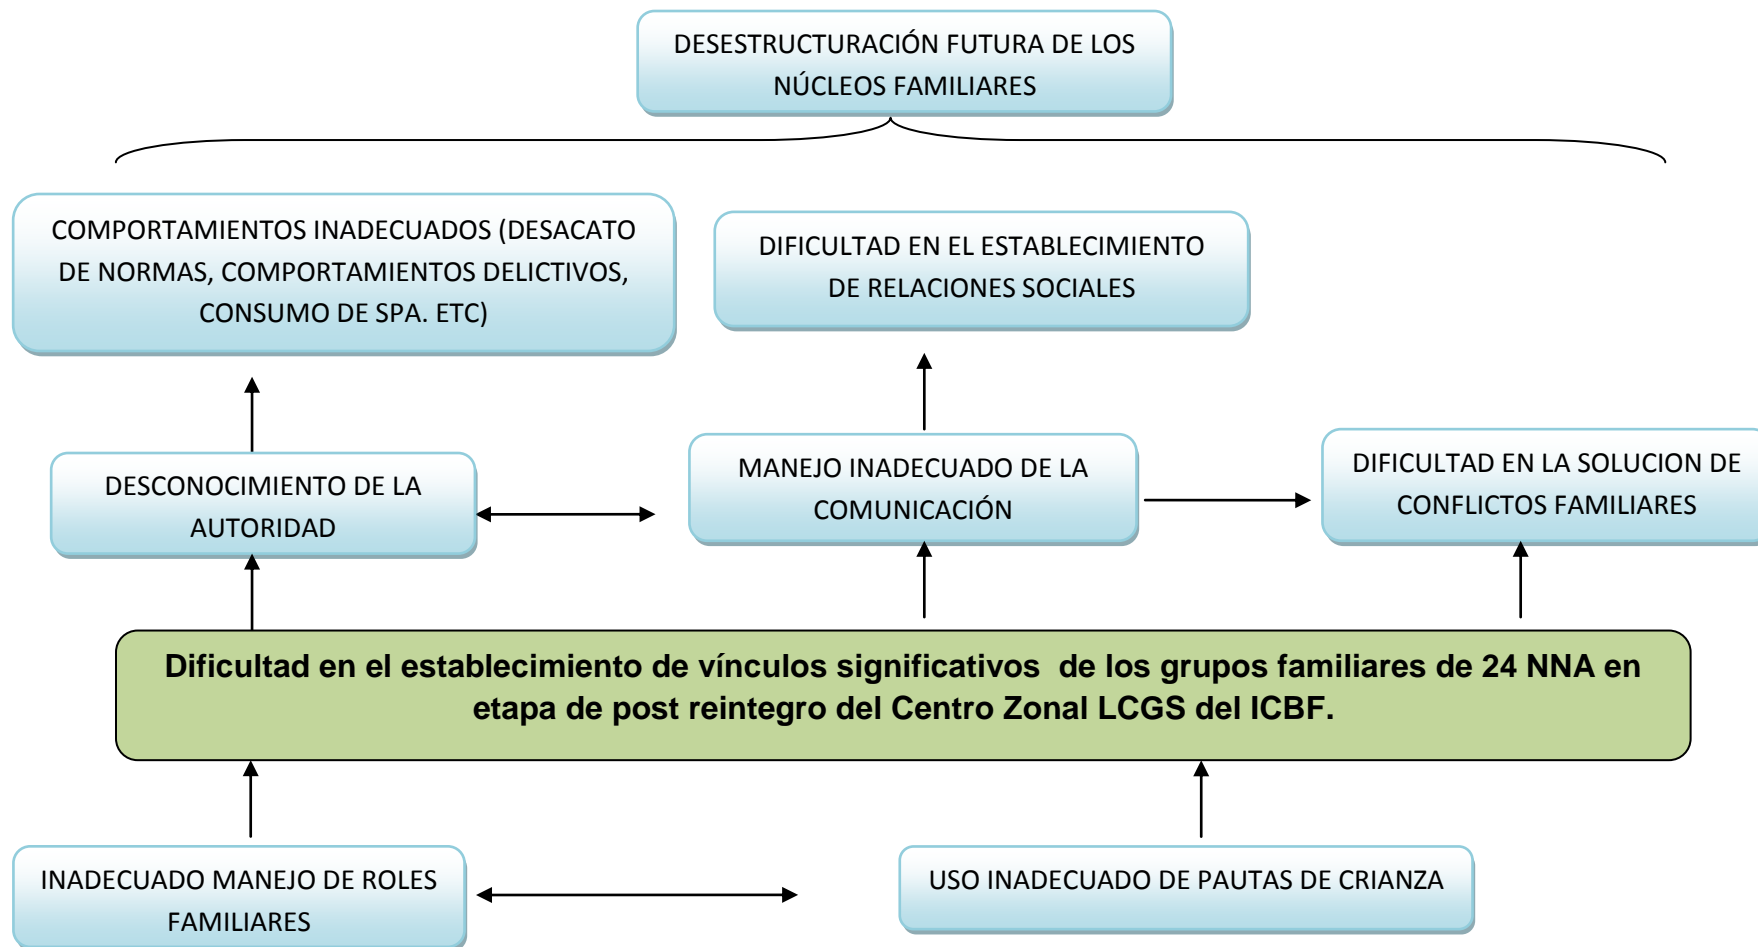 DESESTRUCTURACIÓN FUTURA DE LOS
NÚCLEOS FAMILIARES
COMPORTAMIENTOS INADECUADOS (DESACATO
DE NORMAS, COMPORTAMIENTOS DELICTIVOS,
CONSUMO DE SPA. ETC)
DIFICULTAD EN EL ESTABLECIMIENTO
DE RELACIONES SOCIALES
DESCONOCIMIENTO DE LA
AUTORIDAD
MANEJO INADECUADO DE LA
COMUNICACIÓN
DIFICULTAD EN LA SOLUCION DE
CONFLICTOS FAMILIARES
Dificultad en el establecimiento de vínculos significativos  de los grupos familiares de 24 NNA en
etapa de post reintegro del Centro Zonal LCGS del ICBF.
INADECUADO MANEJO DE ROLES
FAMILIARES
USO INADECUADO DE PAUTAS DE CRIANZA